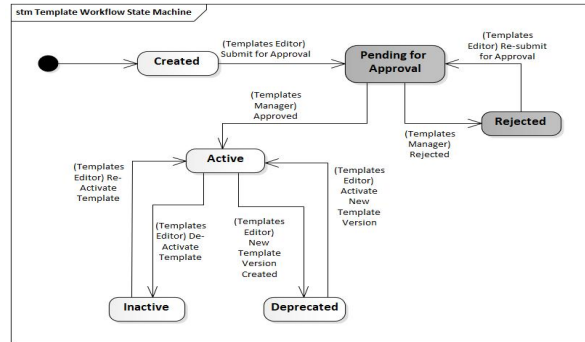 stm Template Workflow State Machine
Created
(Templates Editor)
Submit for Approval
Pending for
Approval
(Templates
Editor) Re-submit
for Approval
Rejected
(Templates
Manager)
Approved
(Templates
Manager)
Rejected
Active
(Templates
Editor) Re-
Activate
Template
(Templates
Editor) De-
Activate
Template
(Templates
Editor)
New
Template
Version
Created
(Templates
Editor)
Activate
New
Template
Version
Inactive
Deprecated